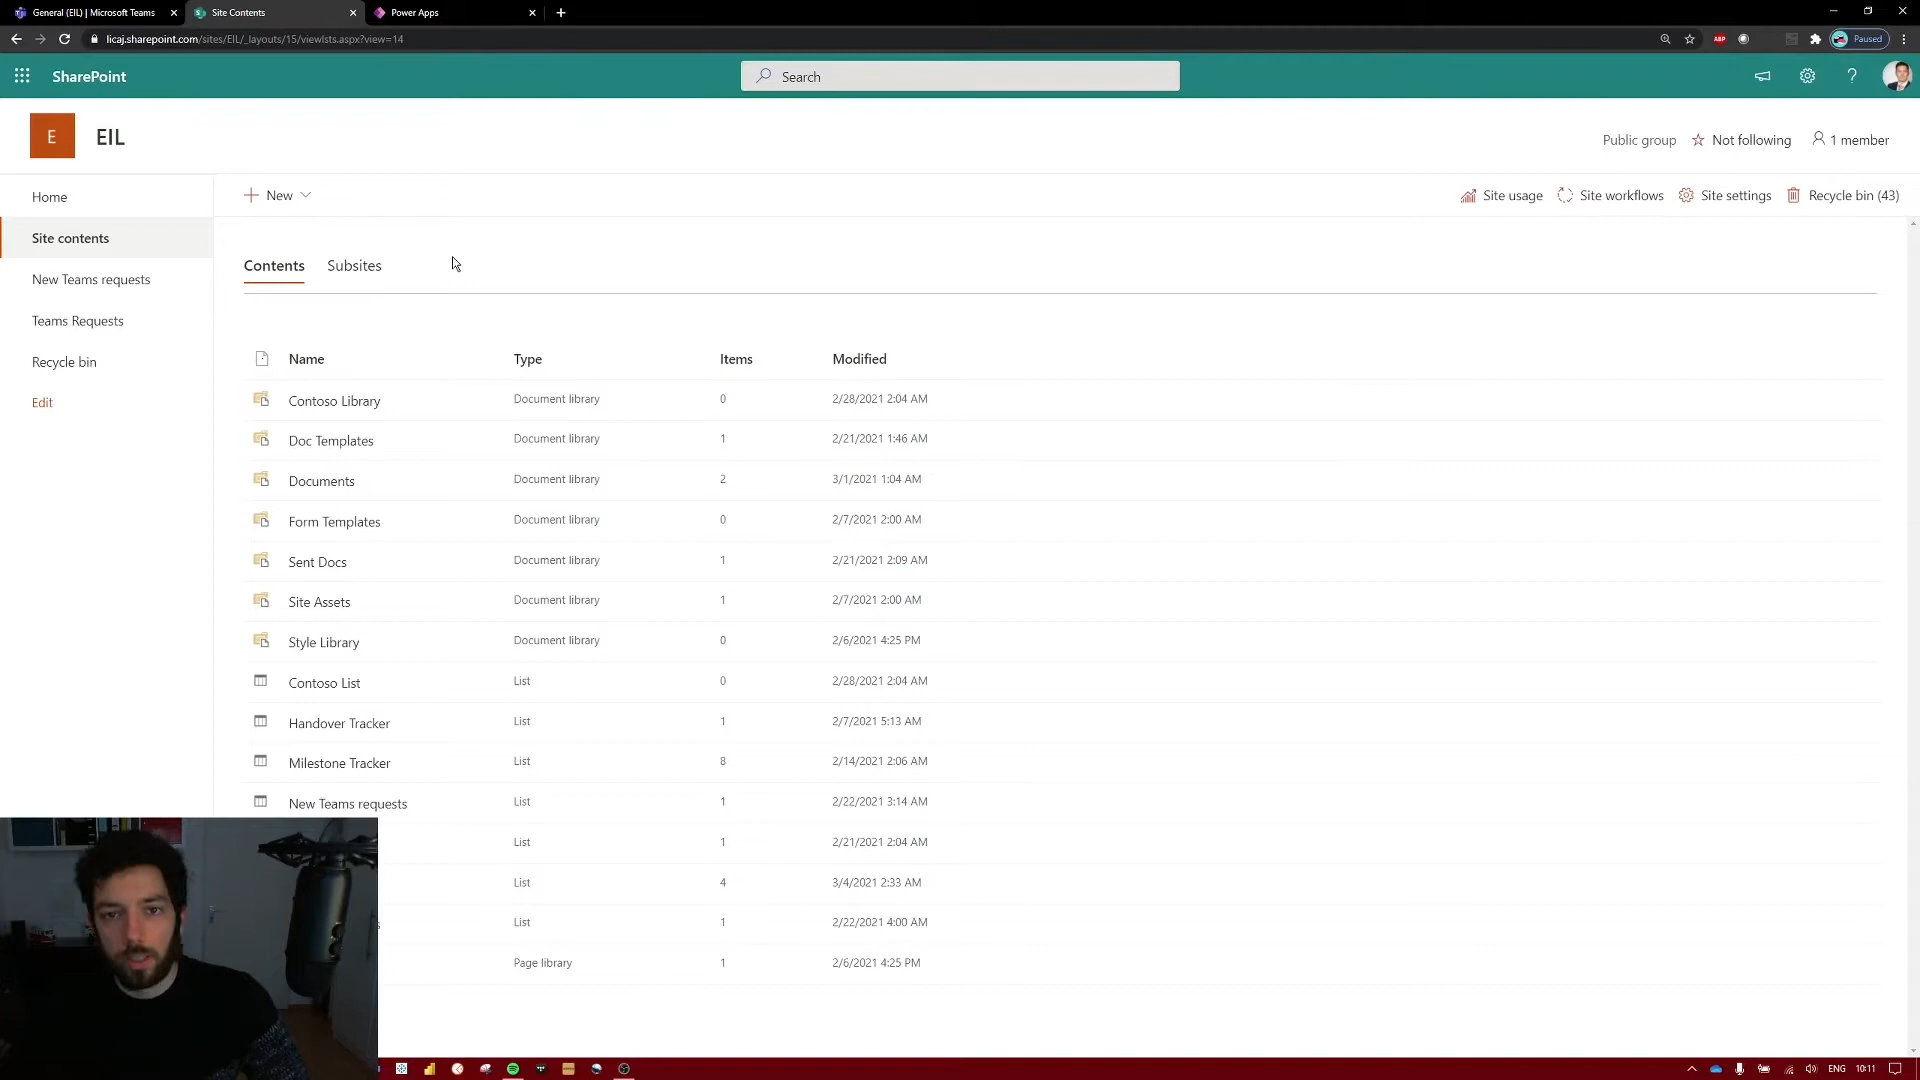 General (EIL) | Microsoft Teams
Site Contents
Power Apps
licaj.sharepoint.com/sites/EIL/_layouts/15/viewlsts.aspx?view=14
ABP
Paused
SharePoint
Search
E
EIL
Public group
Not following
1 member
Home
Site contents
New Teams requests
Teams Requests
Recycle bin
Edit
New
Site usage
Site workflows
Site settings
Recycle bin (43)
Contents
Subsites
Name Type Items Modified
Contoso Library Document library 0 2/28/2021 2:04 AM
Doc Templates Document library 1 2/21/2021 1:46 AM
Documents Document library 2 3/1/2021 1:04 AM
Form Templates Document library 0 2/7/2021 2:00 AM
Sent Docs Document library 1 2/21/2021 2:09 AM
Site Assets Document library 1 2/7/2021 2:00 AM
Style Library Document library 0 2/6/2021 4:25 PM
Contoso List List 0 2/28/2021 2:04 AM
Handover Tracker List 1 2/7/2021 5:13 AM
Milestone Tracker List 8 2/14/2021 2:06 AM
New Teams requests List 1 2/22/2021 3:14 AM
List 1 2/21/2021 2:04 AM
List 4 3/4/2021 2:33 AM
List 1 2/22/2021 4:00 AM
Page library 1 2/6/2021 4:25 PM
ENG
10:11